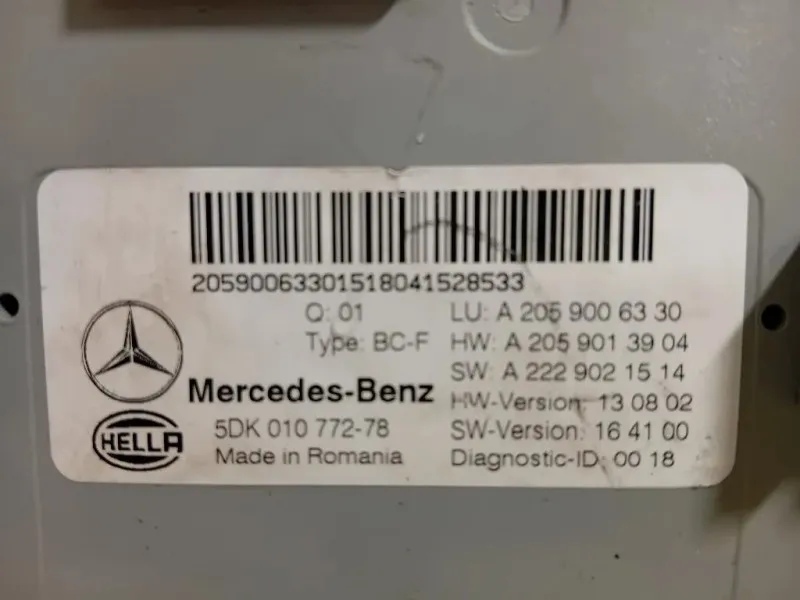 20590063301518041528533
Q: 01
LU: A 205 900 63 30
Type: BC-F
HW: A 205 901 39 04
SW: A 222 902 15 14
Mercedes-Benz
HW-Version: 13 08 02
HELLA
5DK 010 772-78
SW-Version: 16 41 00
Made in Romania
Diagnostic-ID: 00 18